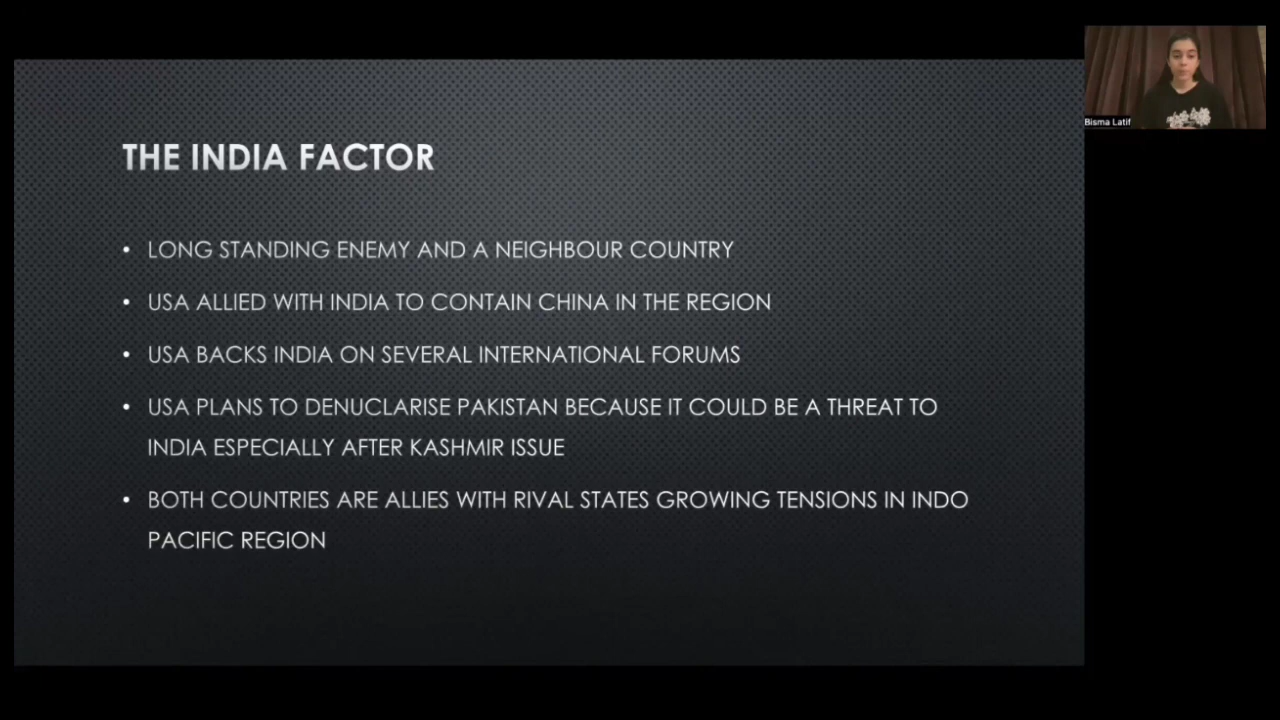 THE INDIA FACTOR
• LONG STANDING ENEMY AND A NEIGHBOUR COUNTRY
• USA ALLIED WITH INDIA TO CONTAIN CHINA IN THE REGION
• USA BACKS INDIA ON SEVERAL INTERNATIONAL FORUMS
• USA PLANS TO DENUCLARISE PAKISTAN BECAUSE IT COULD BE A THREAT TO
INDIA ESPECIALLY AFTER KASHMIR ISSUE
• BOTH COUNTRIES ARE ALLIES WITH RIVAL STATES GROWING TENSIONS IN INDO
PACIFIC REGION
Bisma Latif